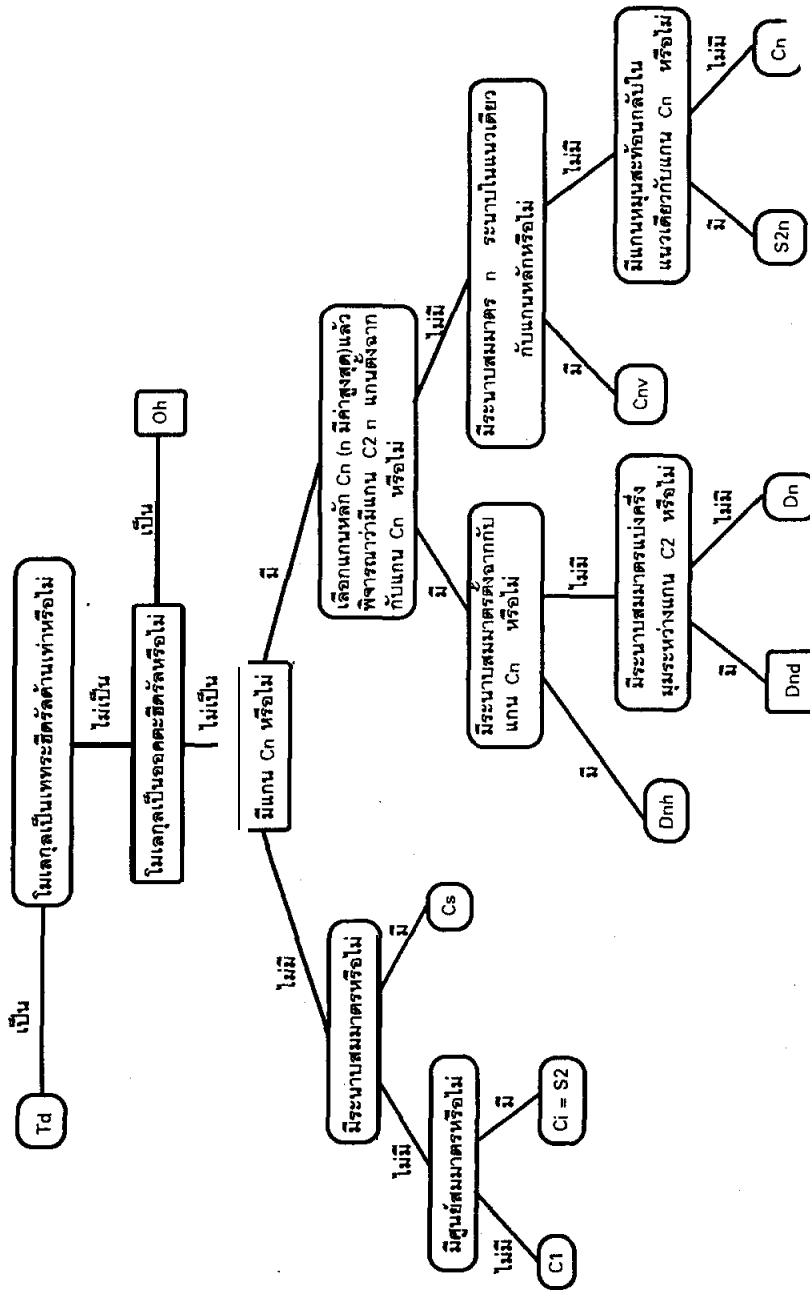 โมเลกุลเป็นเททระฮีดรัลด้านเท่าหรือไม่
เป็น
Td
ไม่เป็น
โมเลกุลเป็นออคตะฮีดรัลหรือไม่
เป็น
Oh
ไม่เป็น
มีแกน Cn หรือไม่
ไม่มี
มี
มีระนาบสมมาตรหรือไม่
ไม่มี
มี
Cs
มีศูนย์สมมาตรหรือไม่
ไม่มี
มี
C1
Ci = S2
เลือกแกนหลัก Cn (n มีค่าสูงสุด)แล้ว
พิจารณาว่ามีแกน C2 n แกนตั้งฉาก
กับแกน Cn หรือไม่
มี
ไม่มี
มีระนาบสมมาตรตั้งฉากกับ
แกน Cn หรือไม่
มี
ไม่มี
Dnh
มีระนาบสมมาตรแบ่งครึ่ง
มุมระหว่างแกน C2 หรือไม่
มี
ไม่มี
Dnd
Dn
มีระนาบสมมาตร n ระนาบในแนวเดียว
กับแกนหลักหรือไม่
มี
ไม่มี
Cnv
มีแกนหมุนสะท้อนกลับใน
แนวเดียวกับแกน Cn หรือไม่
มี
ไม่มี
S2n
Cn